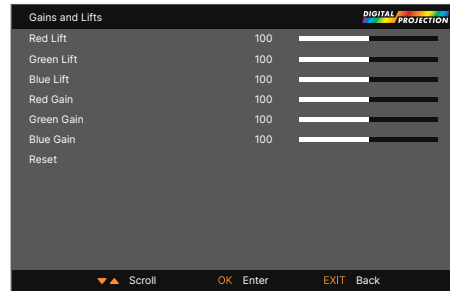 Gains and Lifts
DIGITAL PROJECTION
Red Lift 100
Green Lift 100
Blue Lift 100
Red Gain 100
Green Gain 100
Blue Gain 100
Reset
Scroll OK Enter EXIT Back